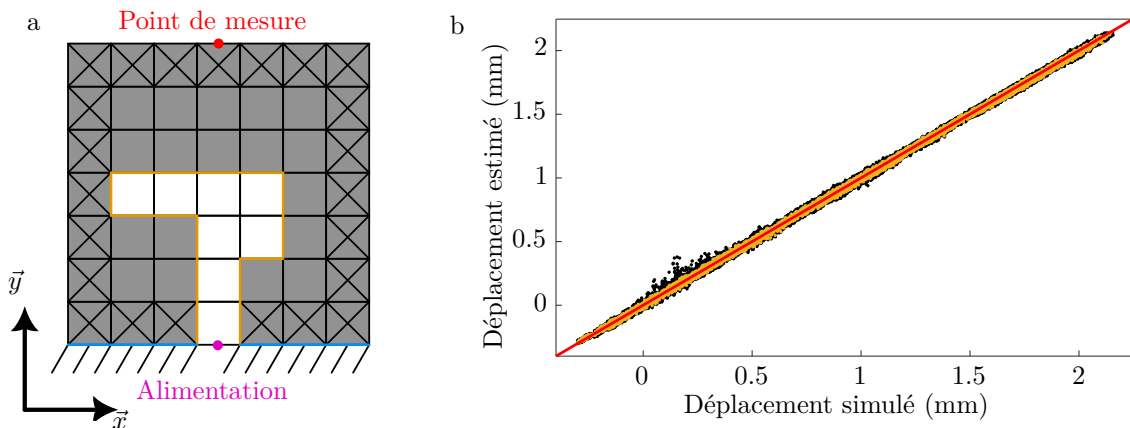 a
Point de mesure
y
x
Alimentation
b
Déplacement estimé (mm)
2
1.5
1
0.5
0
0
0.5
1
1.5
2
Déplacement simulé (mm)